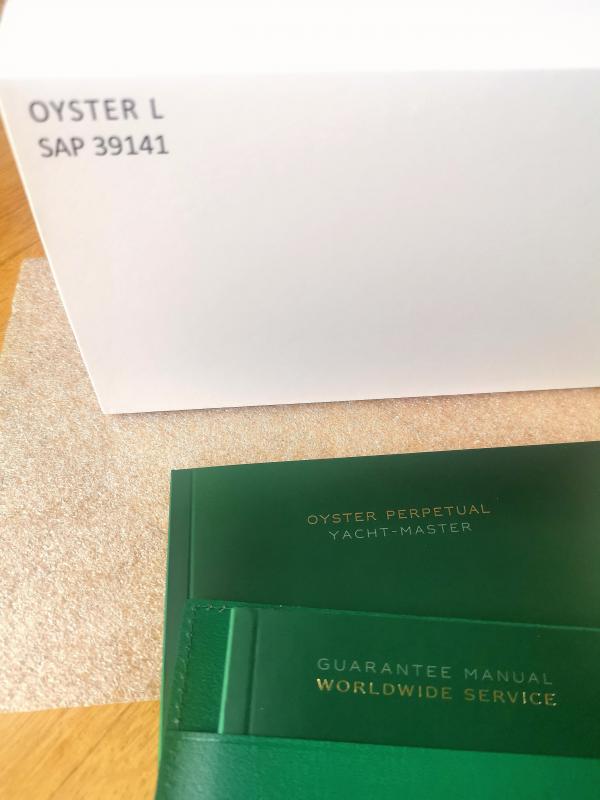 OYSTER L
SAP 39141
OYSTER PERPETUAL
YACHT-MASTER
GUARANTEE MANUAL
WORLDWIDE SERVICE